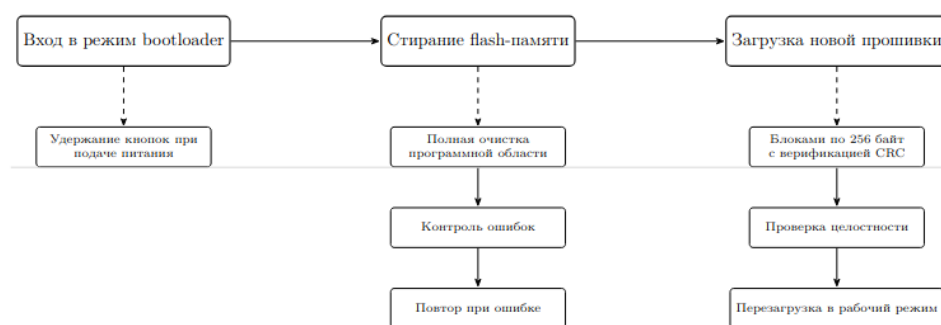 Вход в режим bootloader
Стирание flash-памяти
Загрузка новой прошивки
Удержание кнопок при
подаче питания
Полная очистка
программной области
Блоками по 256 байт
с верификацией CRC
Контроль ошибок
Проверка целостности
Повтор при ошибке
Перезагрузка в рабочий режим